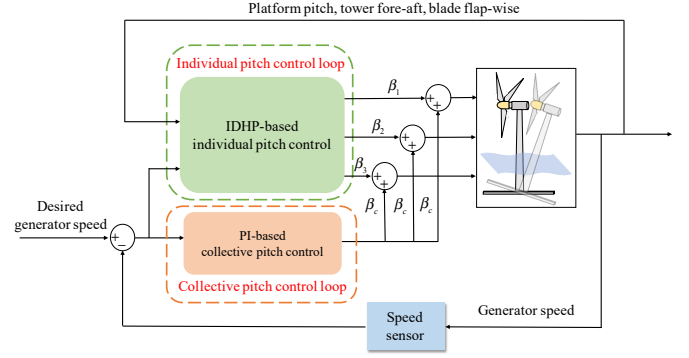 Platform pitch, tower fore-aft, blade flap-wise
Individual pitch control loop
IDHP-based
individual pitch control
β1
β2
β3
+
+
+
+
+
+
βc
βc
βc
Desired
generator speed
+
−
PI-based
collective pitch control
Collective pitch control loop
Speed
sensor
Generator speed